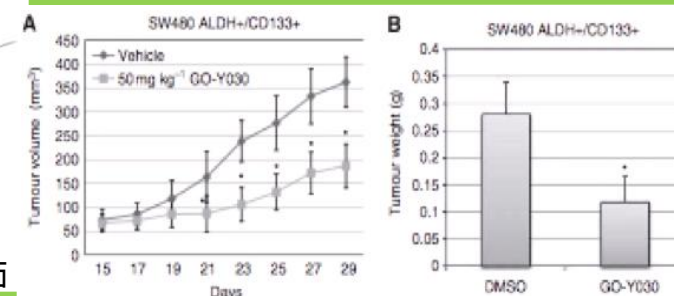 A
SW480 ALDH+/CD133+
Tumour volume (mm³)
450
400
350
300
250
200
150
100
50
0
Vehicle
50 mg kg⁻¹ GO-Y030
15 17 19 21 23 25 27 29
Days
B
SW480 ALDH+/CD133+
Tumour weight (g)
0.4
0.35
0.3
0.25
0.2
0.15
0.1
0.05
0
DMSO GO-Y030